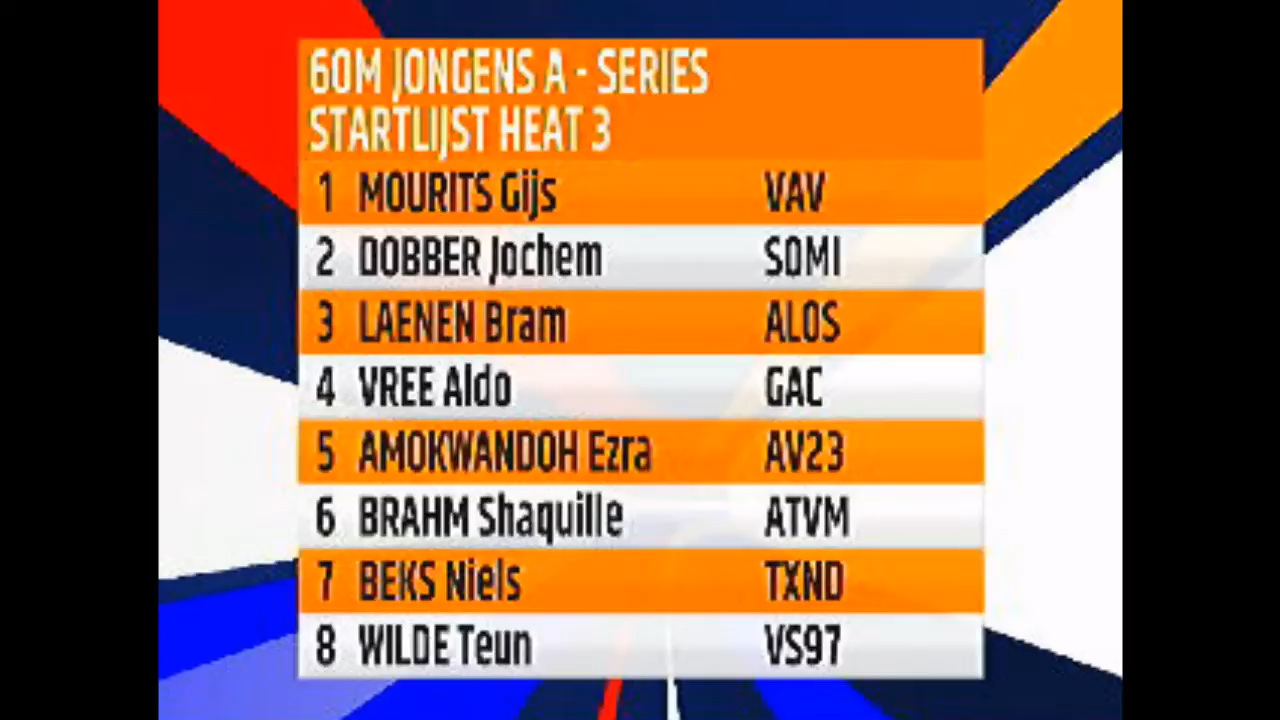 60M JONGENS A - SERIES
STARTLIJST HEAT 3
1 MOURITS Gijs VAV
2 DOBBER Jochem SOMI
3 LAENEN Bram ALOS
4 VREE Aldo GAC
5 AMOKWANDOH Ezra AV23
6 BRAHM Shaquille ATVM
7 BEKS Niels TXND
8 WILDE Teun VS97